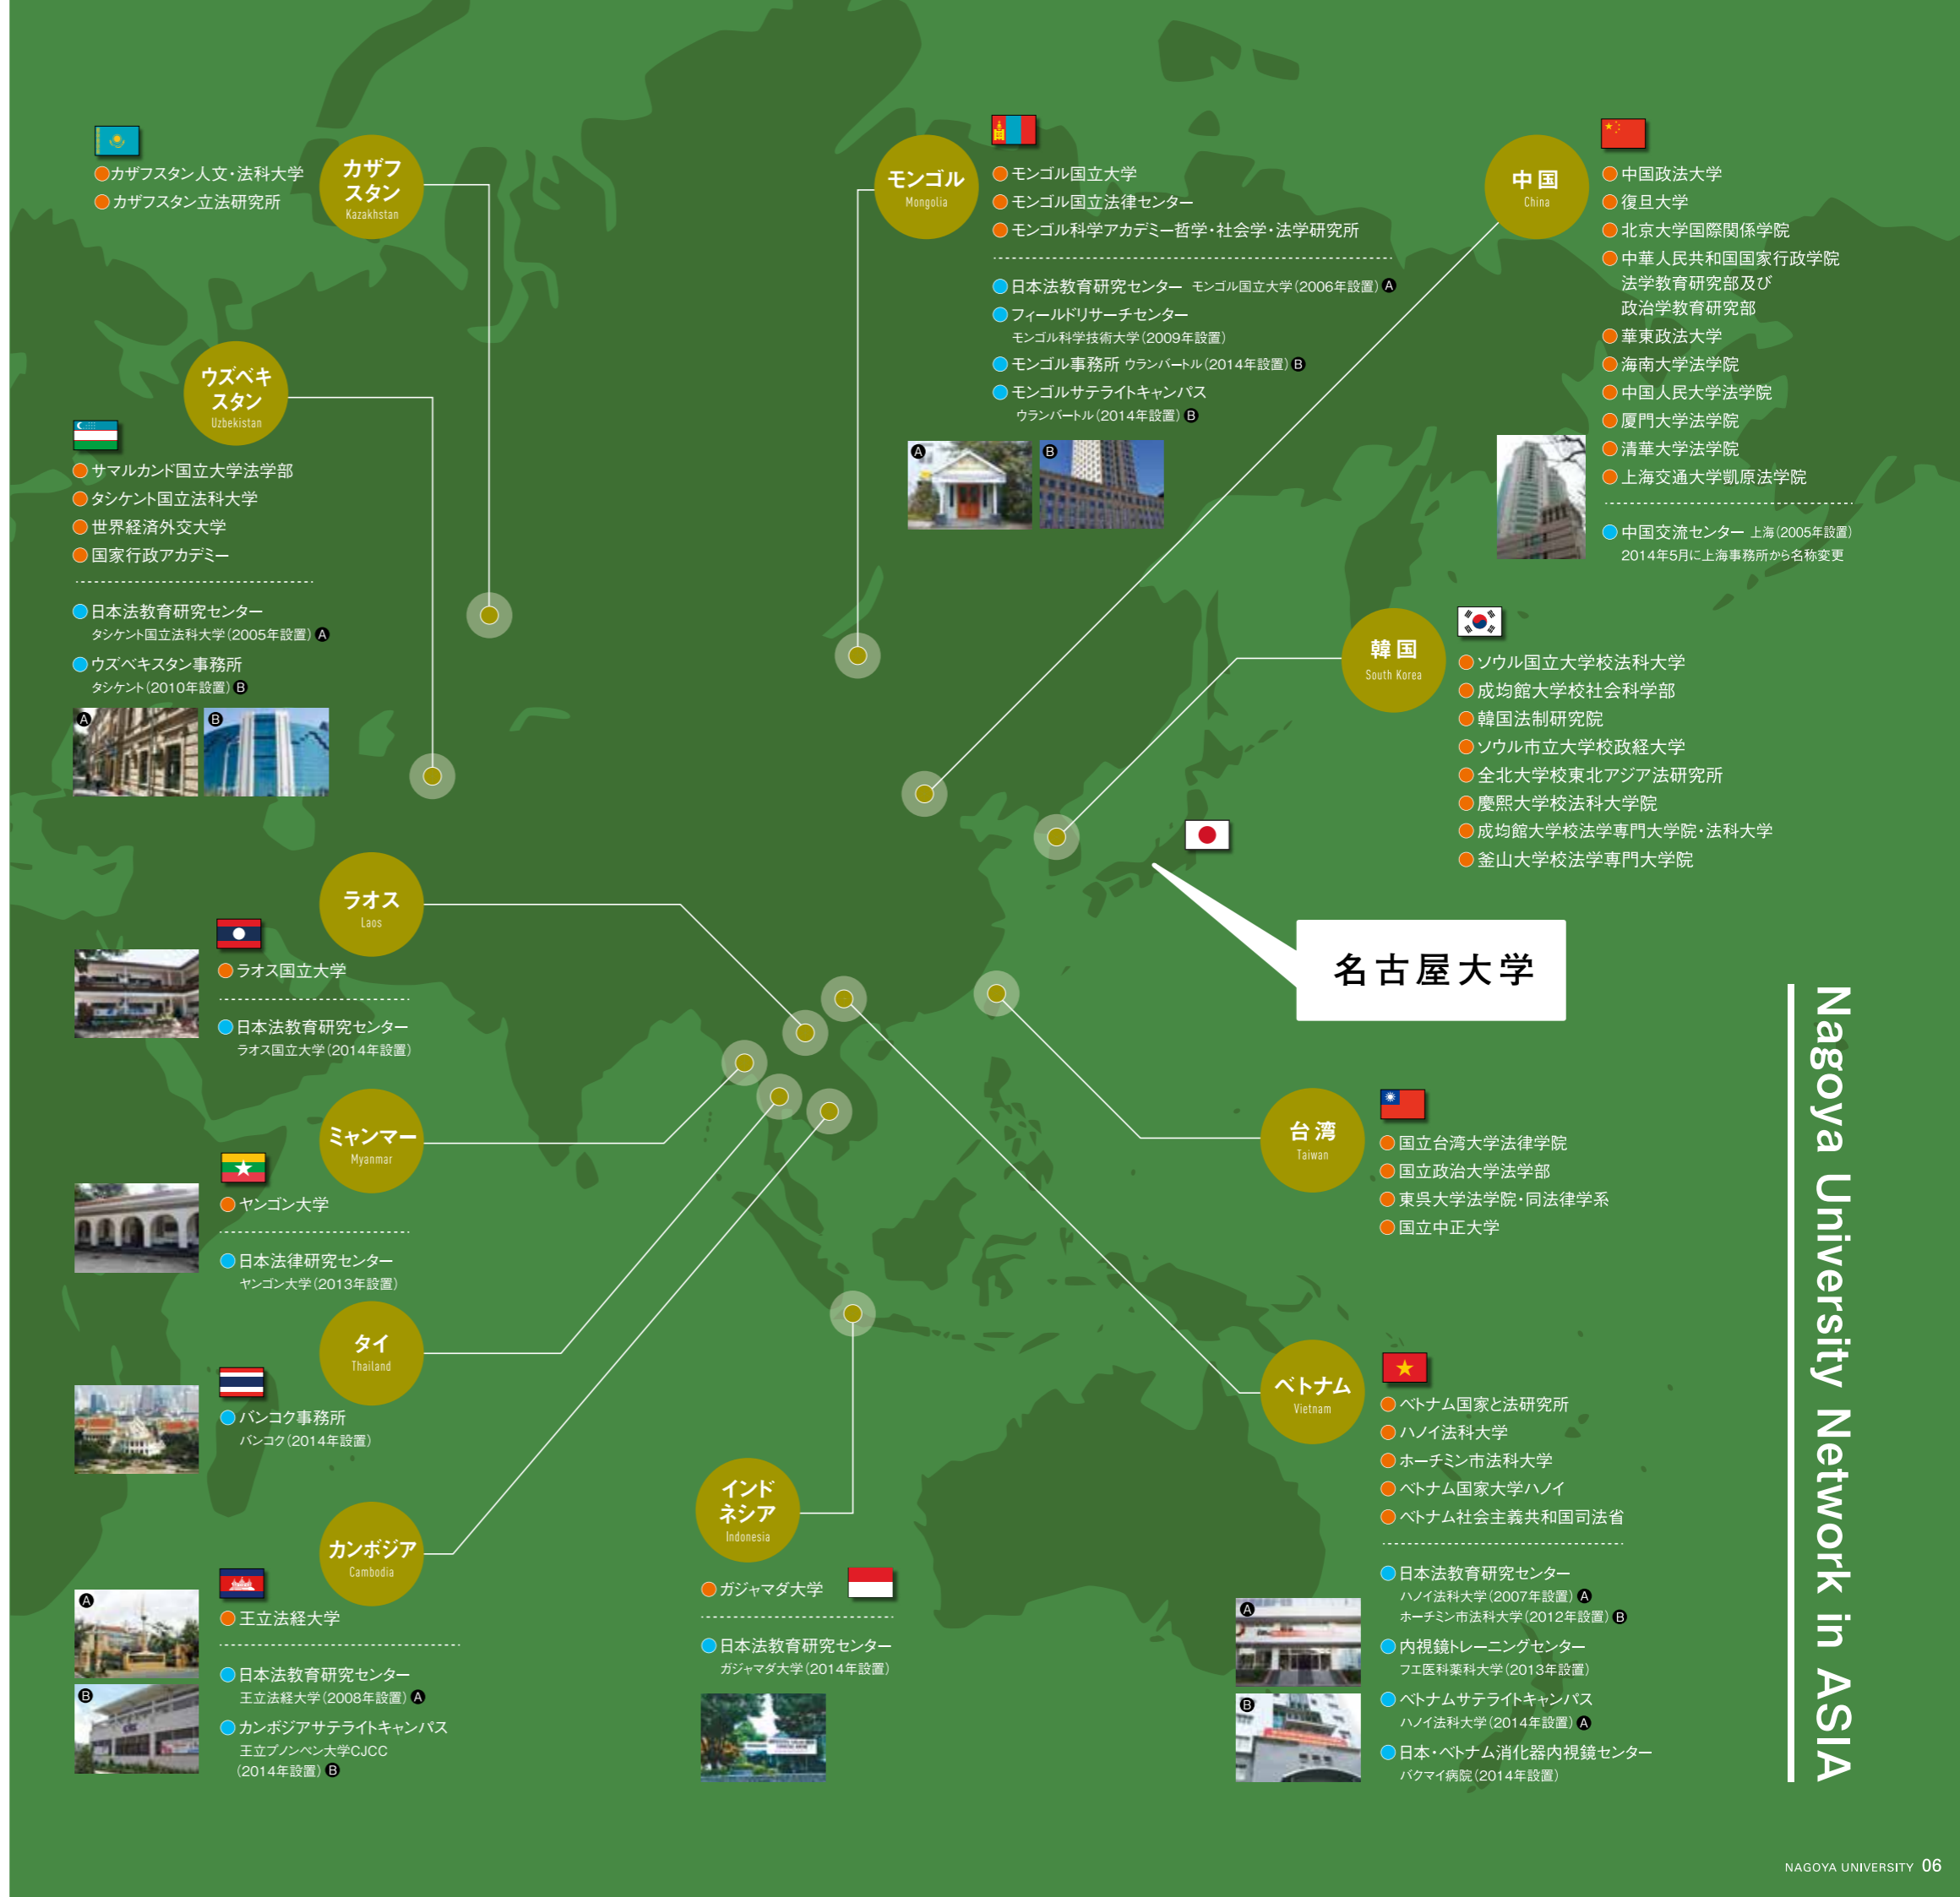 カザフ
スタン
Kazakhstan
カザフスタン人文・法科大学
カザフスタン立法研究所
ウズベキ
スタン
Uzbekistan
サマルカンド国立大学法学部
タシケント国立法科大学
世界経済外交大学
国家行政アカデミー
日本法教育研究センター
タシケント国立法科大学(2005年設置) A
ウズベキスタン事務所
タシケント(2010年設置) B
A
B
モンゴル
Mongolia
モンゴル国立大学
モンゴル国立法律センター
モンゴル科学アカデミー哲学・社会学・法学研究所
日本法教育研究センター モンゴル国立大学(2006年設置) A
フィールドリサーチセンター
モンゴル科学技術大学(2009年設置)
モンゴル事務所 ウランバートル(2014年設置) B
モンゴルサテライトキャンパス
ウランバートル(2014年設置) B
A
B
中国
China
中国政法大学
復旦大学
北京大学国際関係学院
中華人民共和国国家行政学院
法学教育研究部及び
政治学教育研究部
華東政法大学
海南大学法学院
中国人民大学法学院
厦門大学法学院
清華大学法学院
上海交通大学凱原法学院
中国交流センター 上海(2005年設置)
2014年5月に上海事務所から名称変更
韓国
South Korea
ソウル国立大学校法科大学
成均館大学校社会科学部
韓国法制研究院
ソウル市立大学校政経大学
全北大学校東北アジア法研究所
慶熙大学校法科大学院
成均館大学校法学専門大学院・法科大学
釜山大学校法学専門大学院
名古屋大学
ラオス
Laos
ラオス国立大学
日本法教育研究センター
ラオス国立大学(2014年設置)
ミャンマー
Myanmar
ヤンゴン大学
日本法律研究センター
ヤンゴン大学(2013年設置)
タイ
Thailand
バンコク事務所
バンコク(2014年設置)
カンボジア
Cambodia
王立法経大学
日本法教育研究センター
王立法経大学(2008年設置) A
カンボジアサテライトキャンパス
王立プノンペン大学CJCC
(2014年設置) B
A
B
インド
ネシア
Indonesia
ガジャマダ大学
日本法教育研究センター
ガジャマダ大学(2014年設置)
台湾
Taiwan
国立台湾大学法律学院
国立政治大学法学部
東呉大学法学院・同法律学系
国立中正大学
ベトナム
Vietnam
ベトナム国家と法研究所
ハノイ法科大学
ホーチミン市法科大学
ベトナム国家大学ハノイ
ベトナム社会主義共和国司法省
日本法教育研究センター
ハノイ法科大学(2007年設置) A
ホーチミン市法科大学(2012年設置) B
内視鏡トレーニングセンター
フエ医科薬科大学(2013年設置)
ベトナムサテライトキャンパス
ハノイ法科大学(2014年設置) A
日本・ベトナム消化器内視鏡センター
バクマイ病院(2014年設置)
A
B
Nagoya University Network in ASIA
NAGOYA UNIVERSITY 06